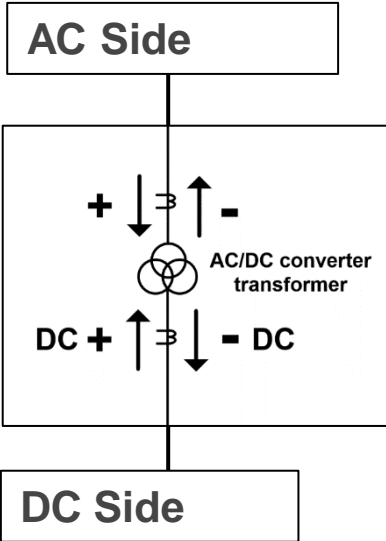 AC Side
+ -
AC/DC converter
transformer
DC + - DC
DC Side